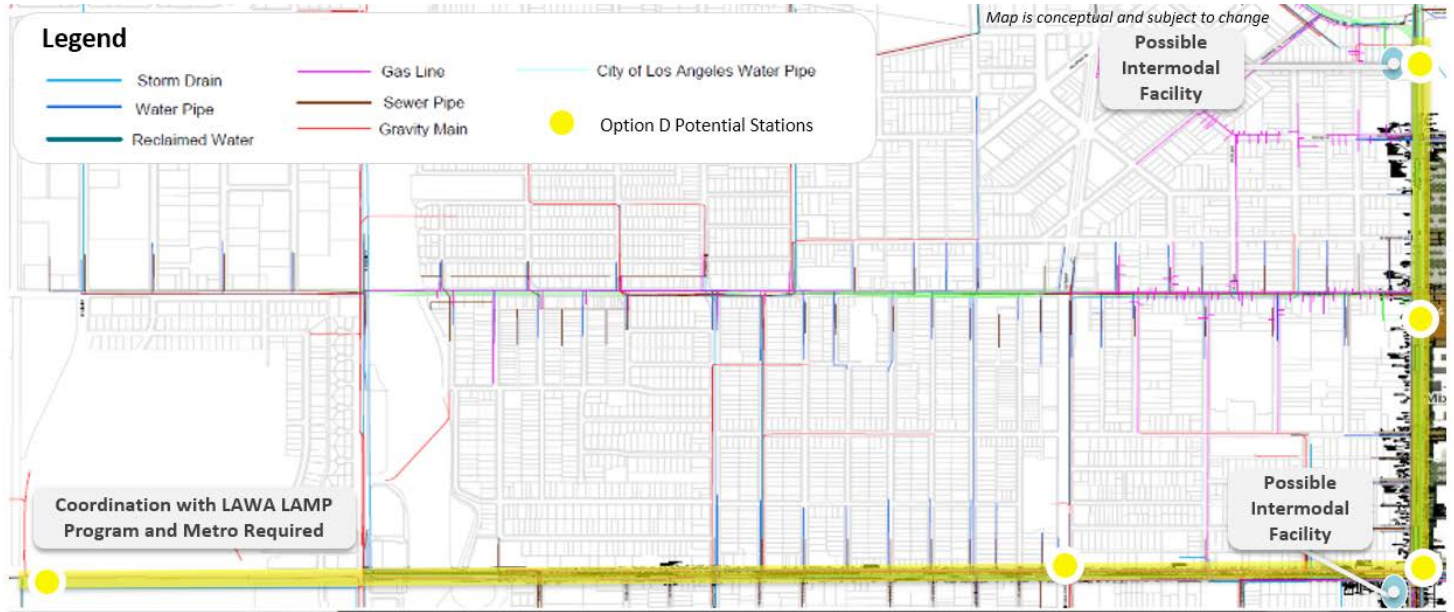 Map is conceptual and subject to change
Legend
Storm Drain
Water Pipe
Reclaimed Water
Gas Line
Sewer Pipe
Gravity Main
City of Los Angeles Water Pipe
Option D Potential Stations
Possible
Intermodal
Facility
Coordination with LAWA LAMP
Program and Metro Required
Possible
Intermodal
Facility